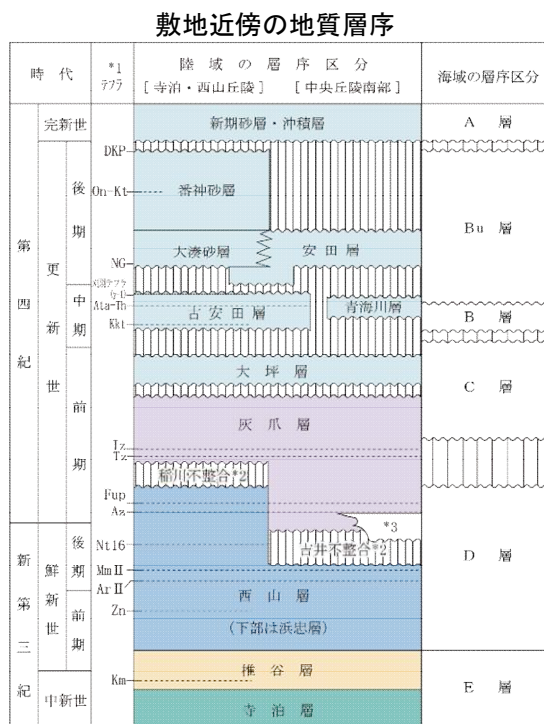 敷地近傍の地質層序
時代
*1
テフラ
陸域の層序区分
[寺泊・西山丘陵] [中央丘陵南部]
海域の層序区分
第四紀
完新世
更新世
後期
中期
前期
新第三紀
鮮新世
後期
前期
中新世
DKP
On-Kt
NG
Ata-Th
Kkt
Iz
Tz
Fup
Az
Nt16
MmⅡ
ArⅡ
Zn
Km
新期砂層・沖積層
番神砂層
大湊砂層
安田層
古安田層
青海川層
大坪層
灰爪層
稲川不整合*2
*3
吉井不整合*2
西山層
(下部は浜忠層)
椎谷層
寺泊層
A 層
Bu 層
B 層
C 層
D 層
E 層